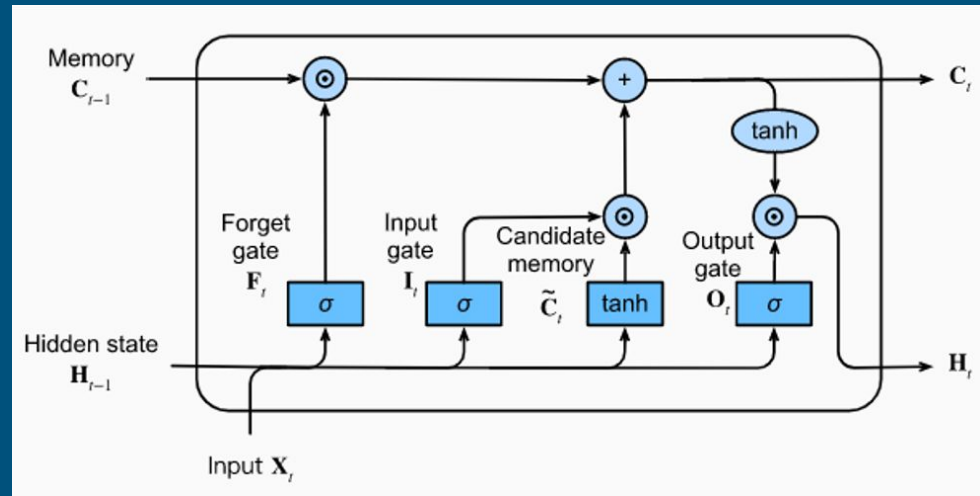 Memory
C_{t-1}
⊙
+
C_t
tanh
Forget
gate
F_t
Input
gate
I_t
Candidate
memory
C̃_t
⊙
Output
gate
O_t
⊙
σ
σ
tanh
σ
Hidden state
H_{t-1}
H_t
Input X_t